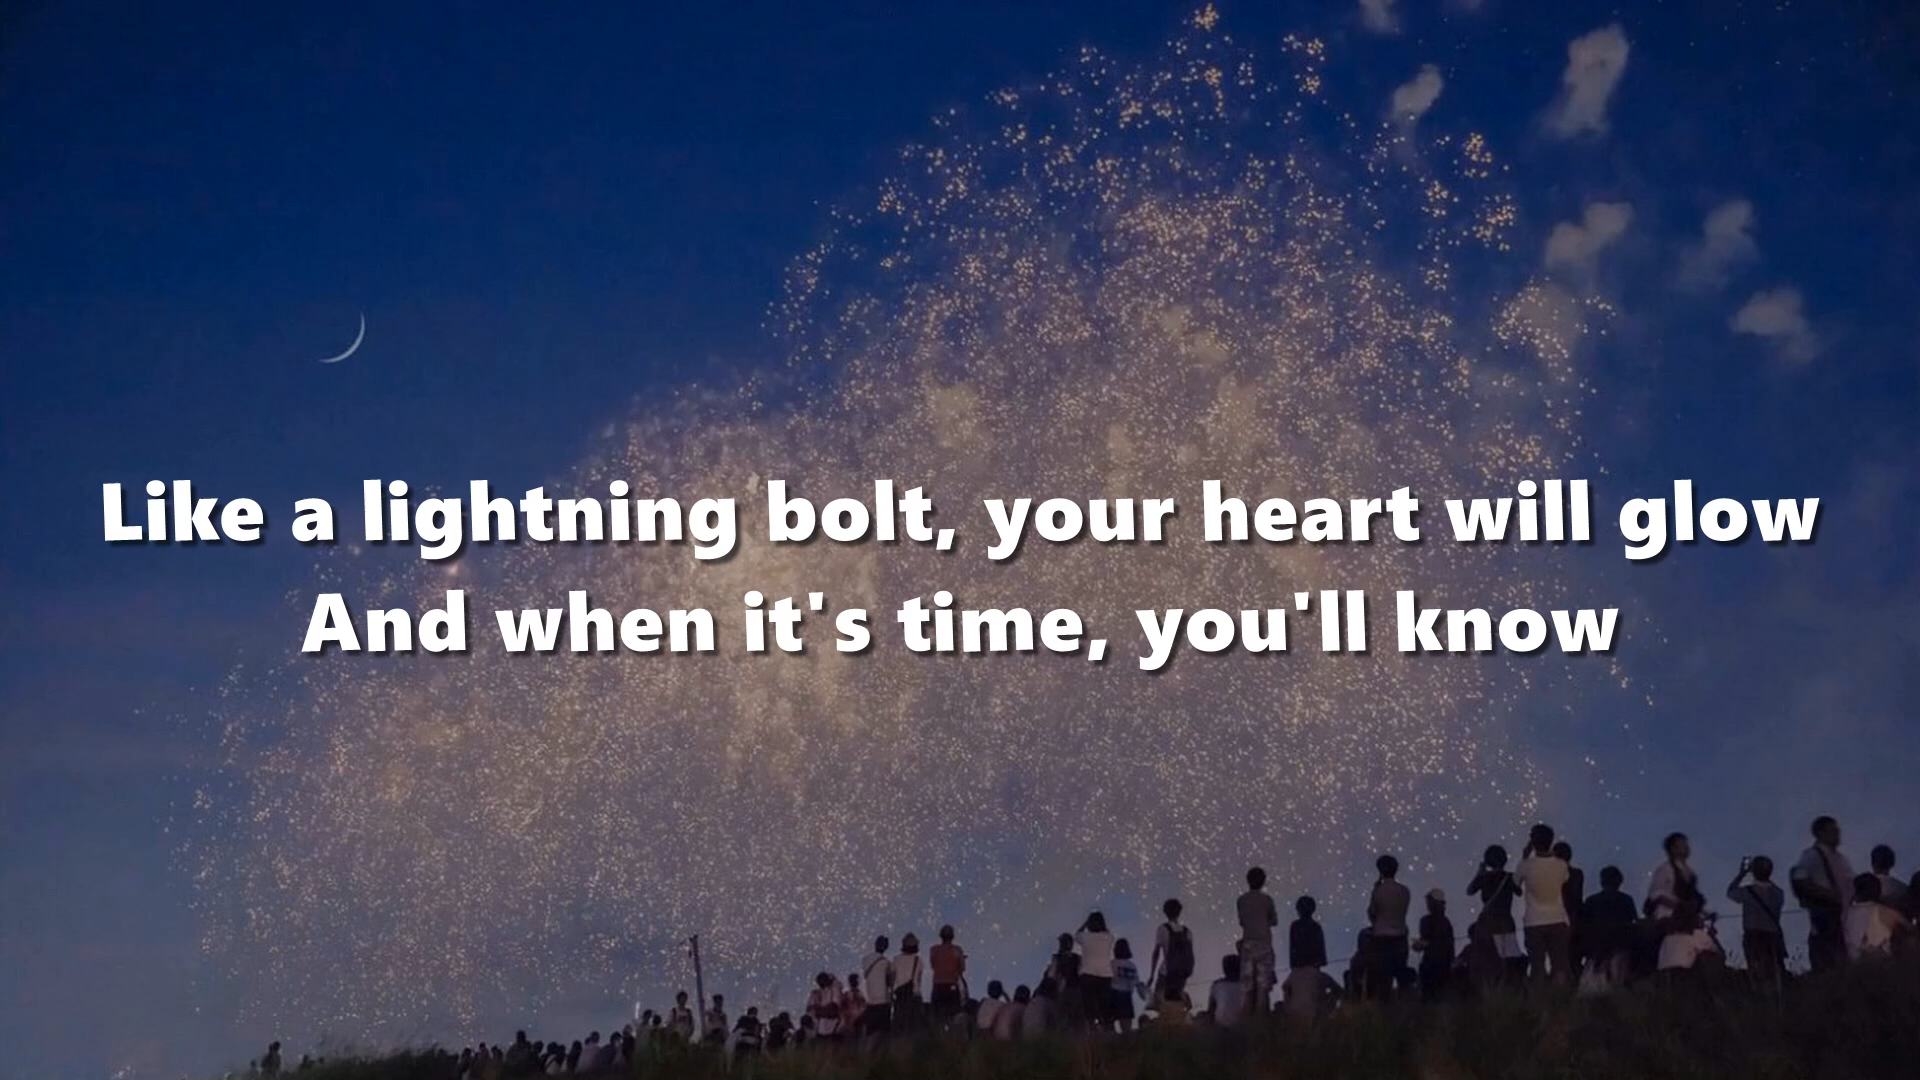 Like a lightning bolt, your heart will glow
And when it's time, you'll know